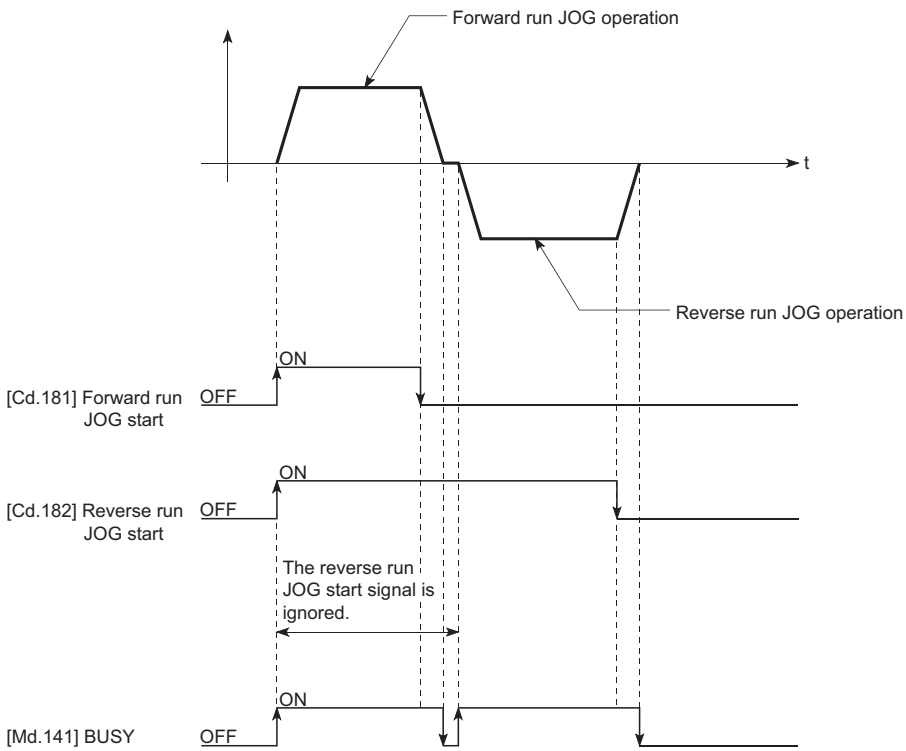 Forward run JOG operation
t
Reverse run JOG operation
ON
[Cd.181] Forward run OFF
JOG start
ON
[Cd.182] Reverse run OFF
JOG start
The reverse run
JOG start signal is
ignored.
ON
[Md.141] BUSY OFF